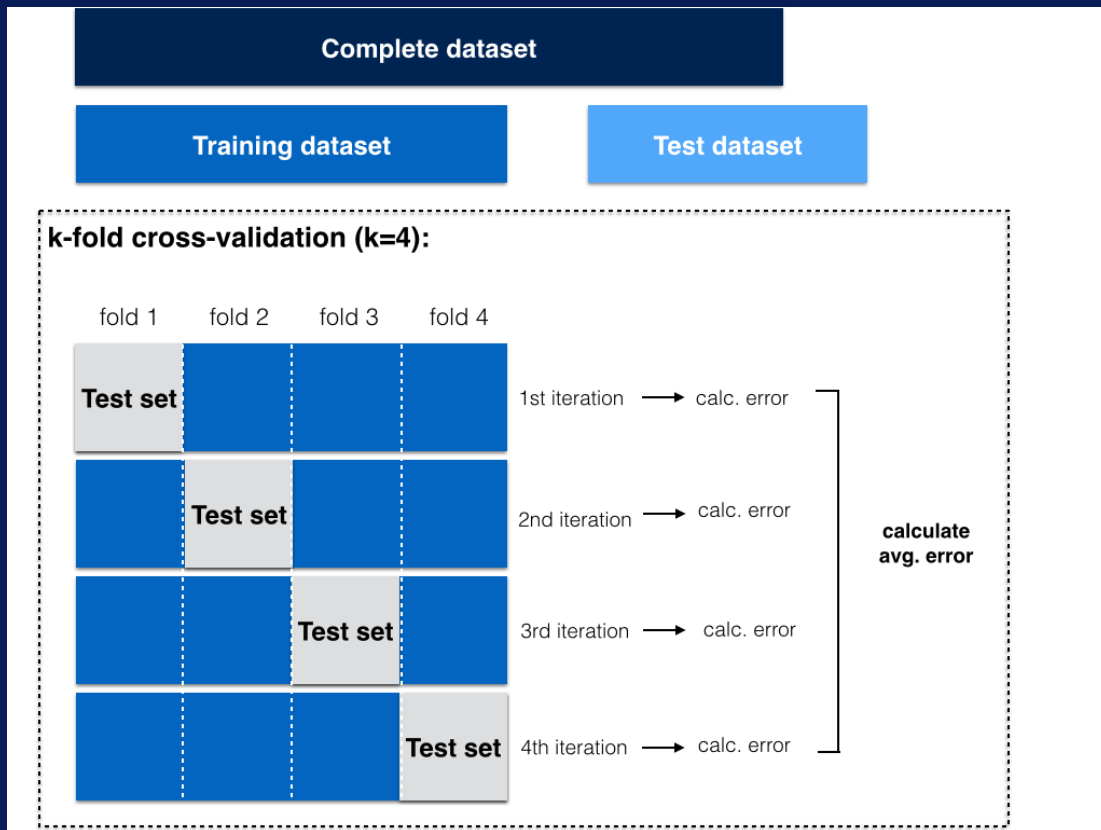 Complete dataset
Training dataset
Test dataset
k-fold cross-validation (k=4):
fold 1
fold 2
fold 3
fold 4
Test set
1st iteration
calc. error
Test set
2nd iteration
calc. error
calculate
avg. error
Test set
3rd iteration
calc. error
Test set
4th iteration
calc. error